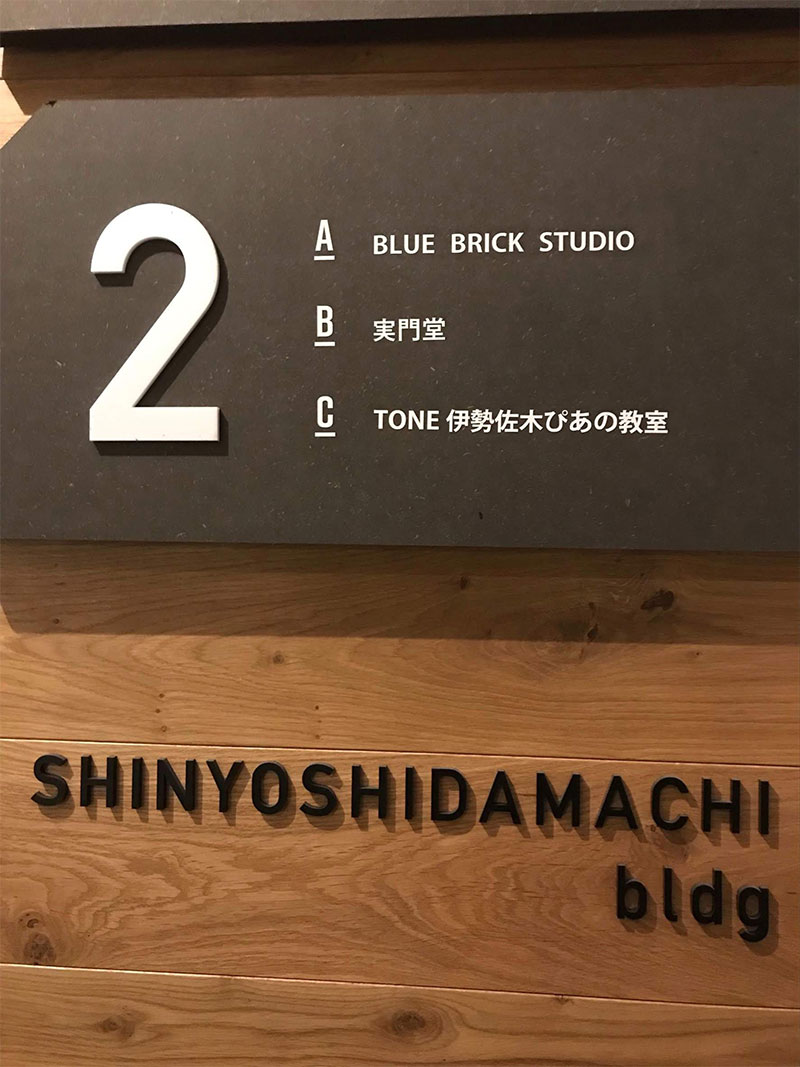 2
A BLUE BRICK STUDIO
B 実門堂
C TONE 伊勢佐木ぴあの教室
SHINYOSHIDAMACHI
bldg